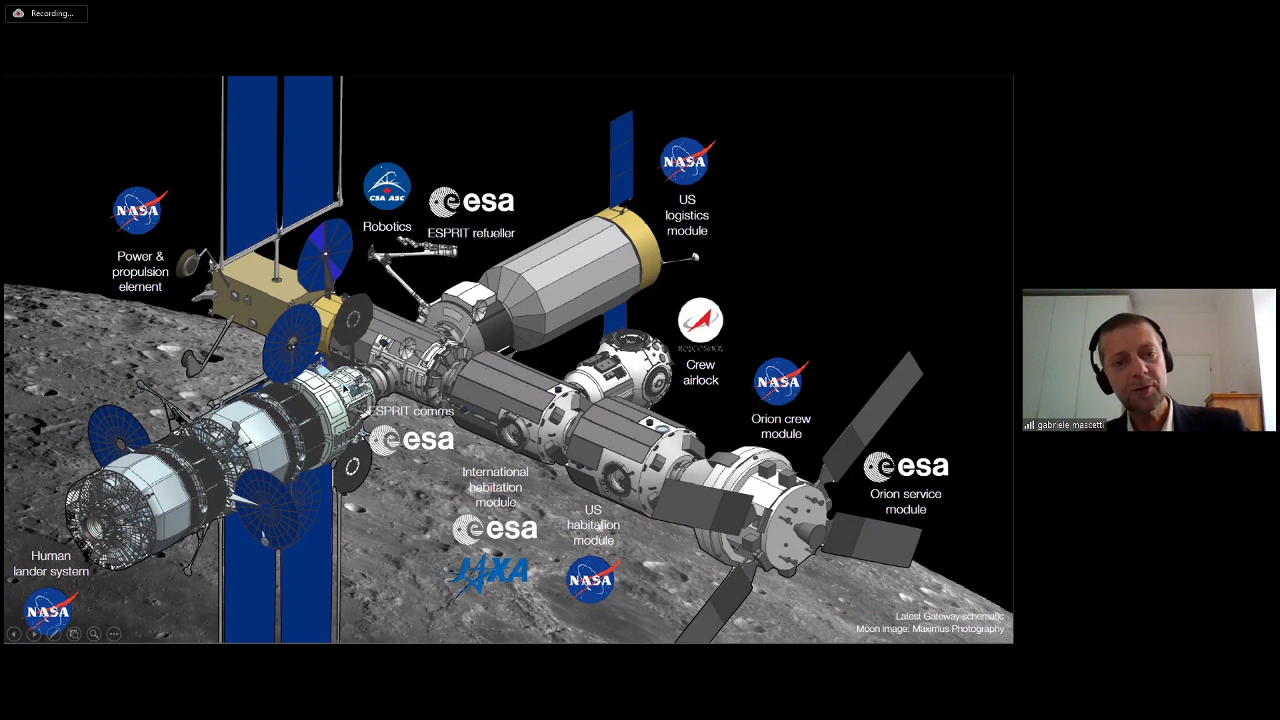 Recording...
NASA
Power &
propulsion
element
CSA ASC
Robotics
esa
ESPRIT refueller
NASA
US
logistics
module
ROSCOSMOS
Crew
airlock
NASA
Orion crew
module
esa
Orion service
module
ESPRIT comms
esa
International
habitation
module
esa
JAXA
US
habitation
module
NASA
Human
lander system
NASA
Latest Gateway schematic
Moon image: Maximus Photography
gabriele mascetti